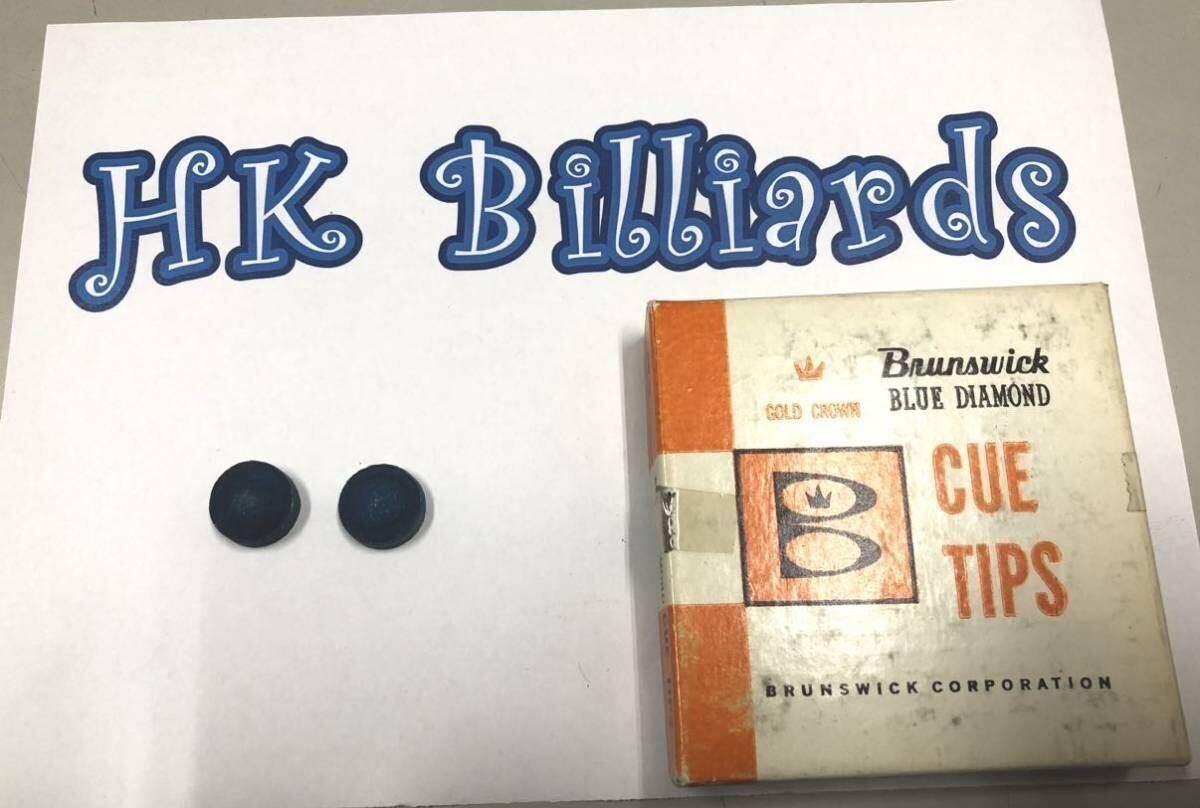 HK Billiards
Brunswick
GOLD CROWN
BLUE DIAMOND
B
CUE
TIPS
BRUNSWICK CORPORATION